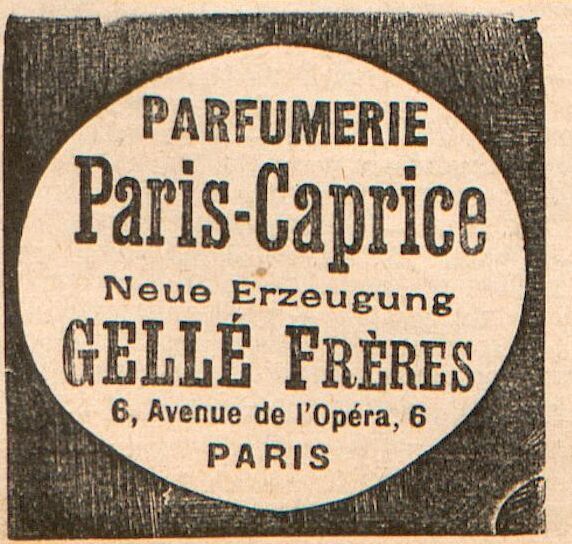 PARFUMERIE
Paris-Caprice
Neue Erzeugung
GELLÉ FRÈRES
6, Avenue de l'Opéra, 6
PARIS